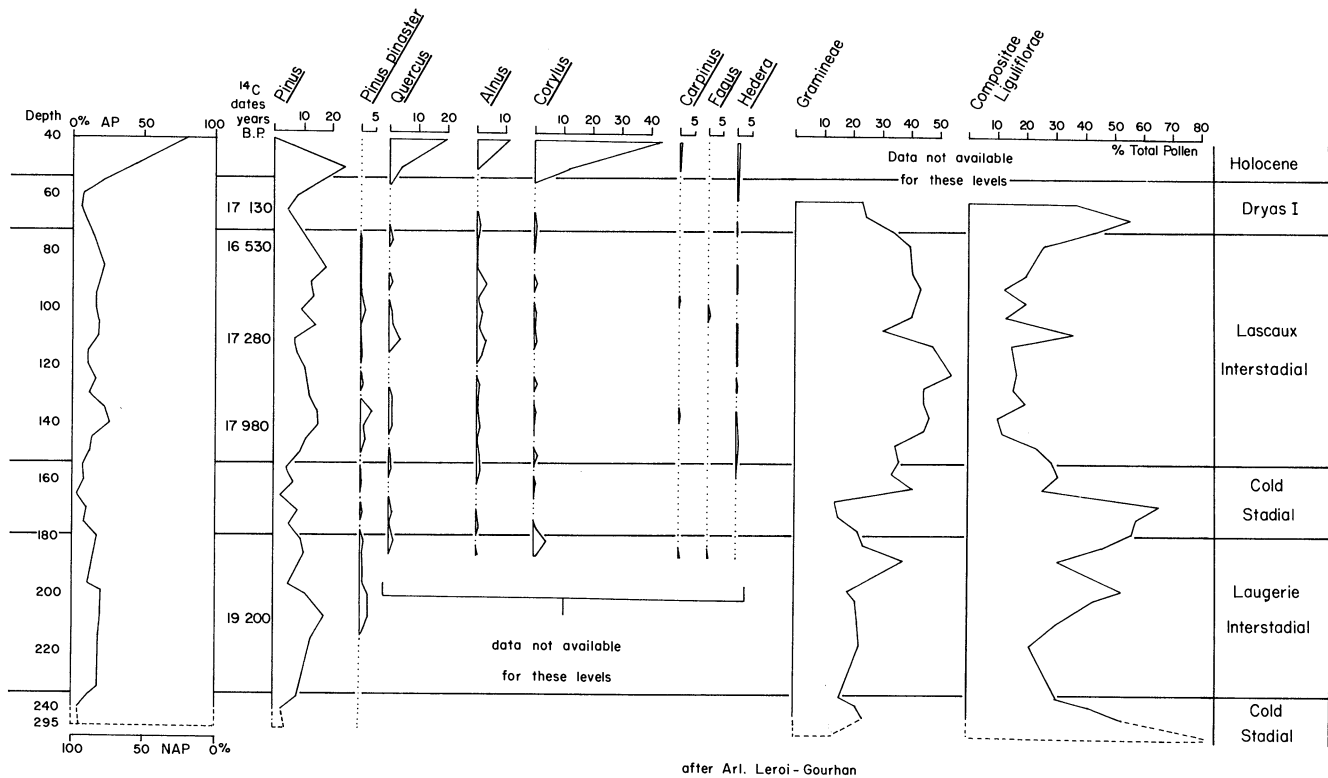 Pinus
Pinus pinaster
Quercus
Alnus
Corylus
Carpinus
Fagus
Hedera
Gramineae
Compositae
Liguliflorae
14C
dates
years
B.P.
Depth
0% AP 50 100
10 20
5
10 20
10
10 20 30 40
5
5
5
10 20 30 40 50
10 20 30 40 50 60 70 80
% Total Pollen
40
60
80
100
120
140
160
180
200
220
240
295
17 130
16 530
17 280
17 980
19 200
Data not available
for these levels
data not available
for these levels
Holocene
Dryas I
Lascaux
Interstadial
Cold
Stadial
Laugerie
Interstadial
Cold
Stadial
100 50 NAP 0%
after Arl. Leroi-Gourhan